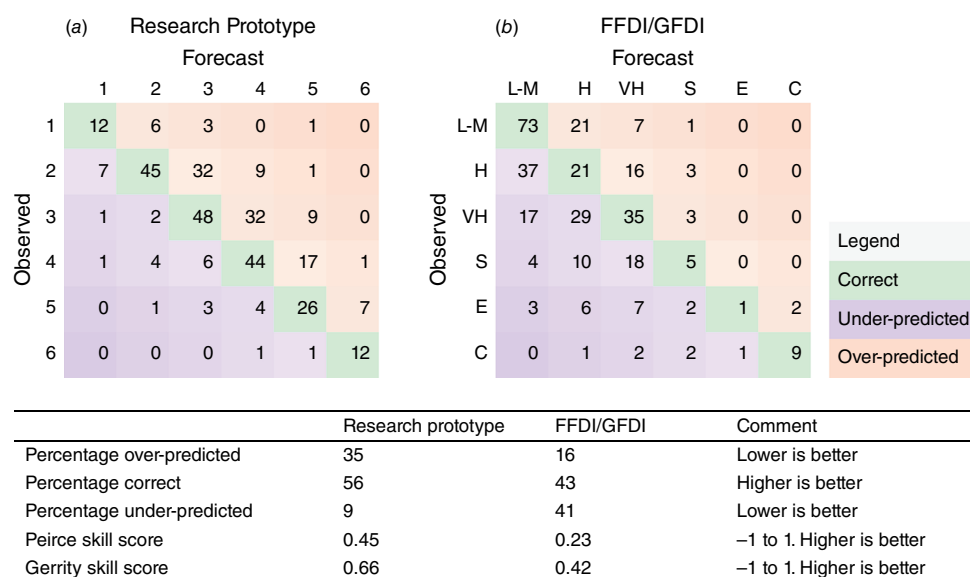 (a) Research Prototype
Forecast
1 2 3 4 5 6
1 12 6 3 0 1 0
2 7 45 32 9 1 0
3 1 2 48 32 9 0
4 1 4 6 44 17 1
5 0 1 3 4 26 7
6 0 0 0 1 1 12
Observed
(b) FFDI/GFDI
Forecast
L-M H VH S E C
L-M 73 21 7 1 0 0
H 37 21 16 3 0 0
VH 17 29 35 3 0 0
S 4 10 18 5 0 0
E 3 6 7 2 1 2
C 0 1 2 2 1 9
Observed
Legend
Correct
Under-predicted
Over-predicted
Research prototype FFDI/GFDI Comment
Percentage over-predicted 35 16 Lower is better
Percentage correct 56 43 Higher is better
Percentage under-predicted 9 41 Lower is better
Peirce skill score 0.45 0.23 –1 to 1. Higher is better
Gerrity skill score 0.66 0.42 –1 to 1. Higher is better